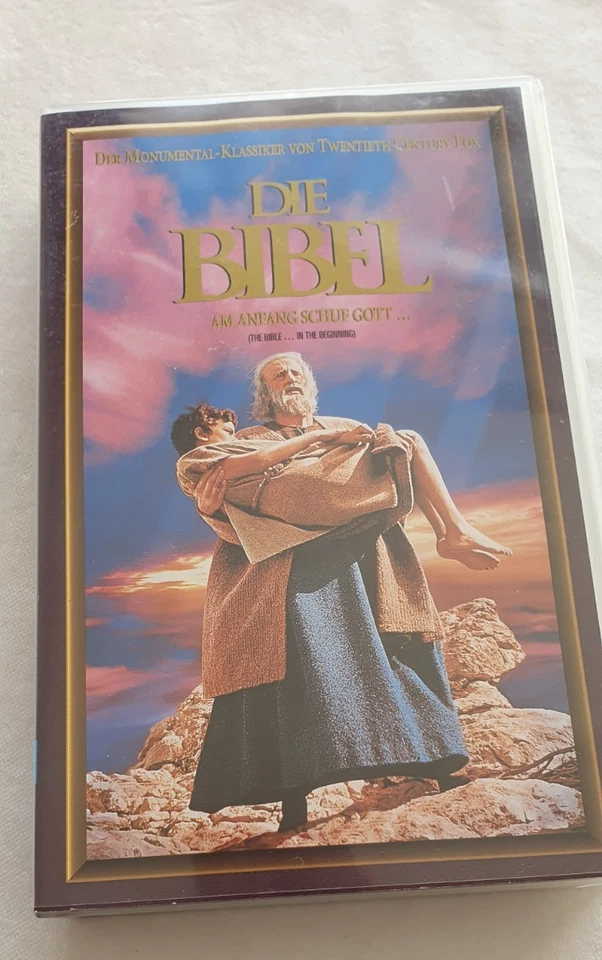 DER MONUMENTAL-KLASSIKER VON TWENTIETH CENTURY FOX
DIE
BIBEL
AM ANFANG SCHUF GOTT ...
(THE BIBLE ... IN THE BEGINNING)